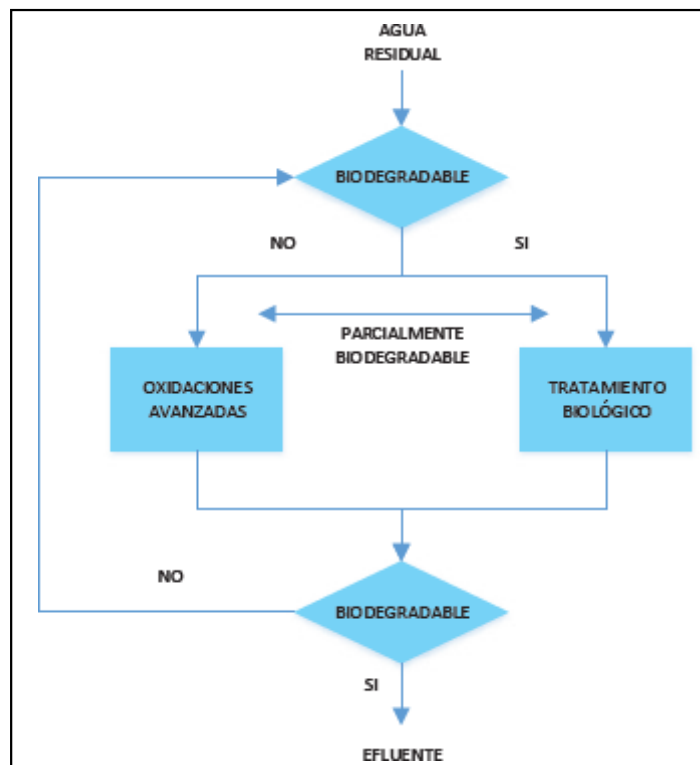 AGUA
RESIDUAL
BIODEGRADABLE
NO
SI
PARCIALMENTE
BIODEGRADABLE
OXIDACIONES
AVANZADAS
TRATAMIENTO
BIOLÓGICO
NO
BIODEGRADABLE
SI
EFLUENTE